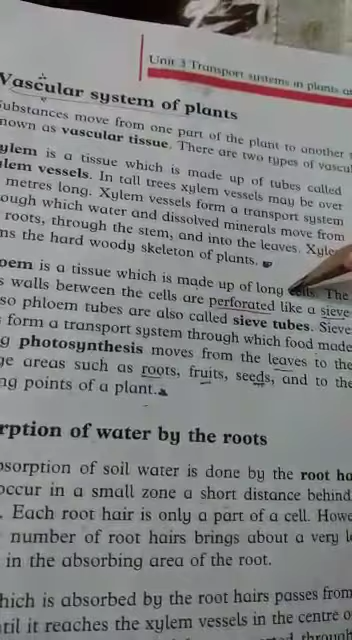 Unit 3 Transport systems in plants
Vascular system of plants
Substances move from one part of the plant to another
nown as vascular tissue. There are two types of vascul
ylem is a tissue which is made up of tubes called
lem vessels. In tall trees xylem vessels may be over
metres long. Xylem vessels form a transport system
ough which water and dissolved minerals move from
roots, through the stem, and into the leaves. Xyle
ms the hard woody skeleton of plants.
oem is a tissue which is made up of long cells. The
s walls between the cells are perforated like a sieve
so phloem tubes are also called sieve tubes. Sieve
form a transport system through which food made
g photosynthesis moves from the leaves to the
ge areas such as roots, fruits, seeds, and to the
ng points of a plant.
rption of water by the roots
bsorption of soil water is done by the root ha
occur in a small zone a short distance behind
. Each root hair is only a part of a cell. Howe
number of root hairs brings about a very l
in the absorbing area of the root.
hich is absorbed by the root hairs passes from
til it reaches the xylem vessels in the centre o